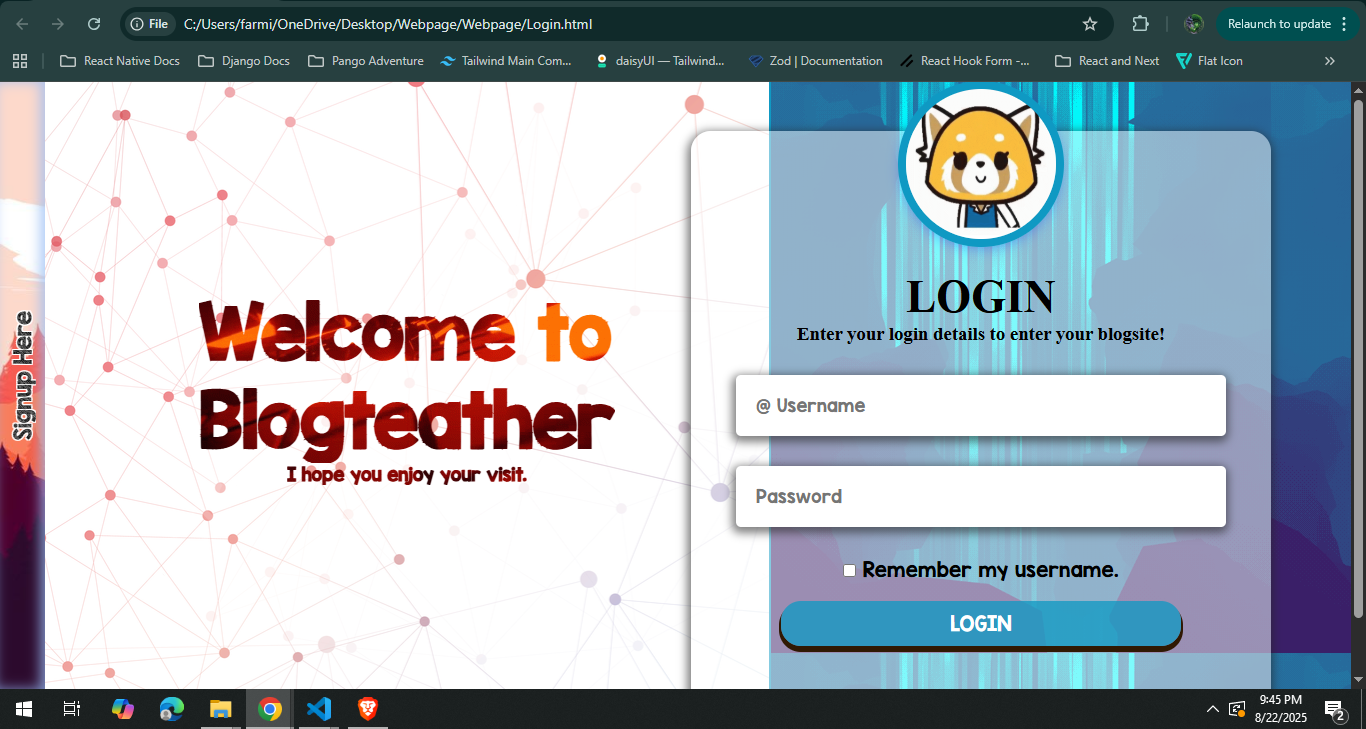 File
C:/Users/farmi/OneDrive/Desktop/Webpage/Webpage/Login.html
Relaunch to update
React Native Docs
Django Docs
Pango Adventure
Tailwind Main Com...
daisyUI — Tailwind...
Zod | Documentation
React Hook Form -...
React and Next
Flat Icon
»
Signup Here
Welcome to
Blogteather
I hope you enjoy your visit.
LOGIN
Enter your login details to enter your blogsite!
@ Username
Password
Remember my username.
LOGIN
9:45 PM
8/22/2025
2